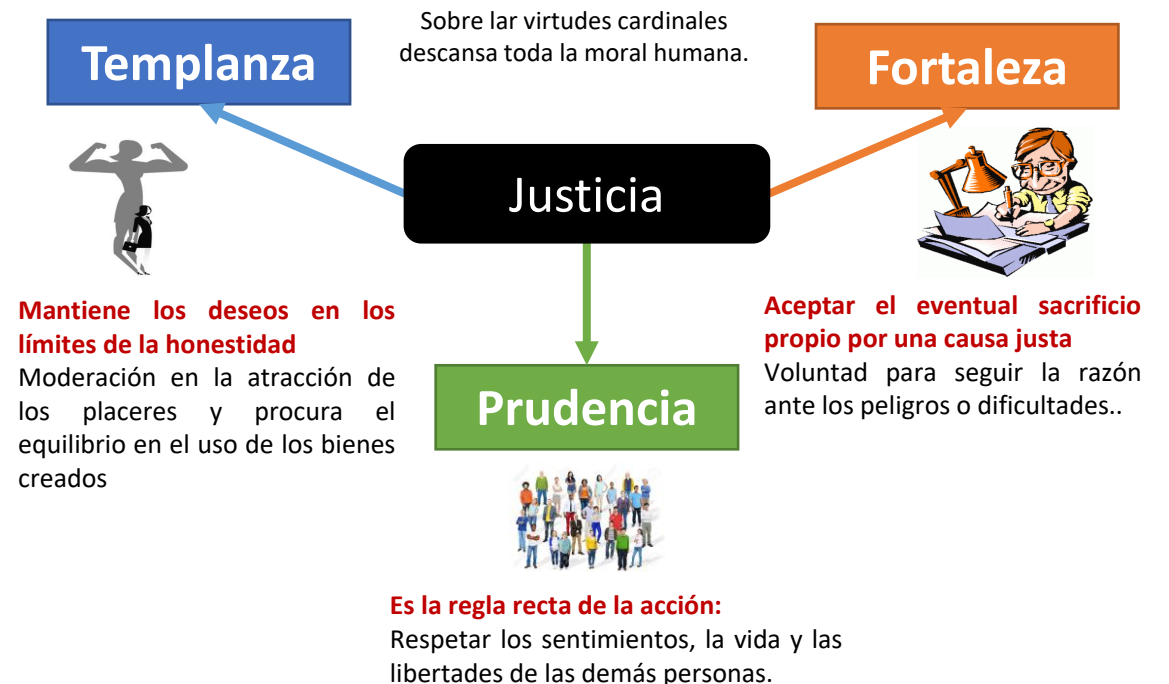 Sobre lar virtudes cardinales
descansa toda la moral humana.
Templanza
Fortaleza
Justicia
Mantiene los deseos en los
límites de la honestidad
Moderación en la atracción de
los placeres y procura el
equilibrio en el uso de los bienes
creados
Aceptar el eventual sacrificio
propio por una causa justa
Voluntad para seguir la razón
ante los peligros o dificultades..
Prudencia
Es la regla recta de la acción:
Respetar los sentimientos, la vida y las
libertades de las demás personas.